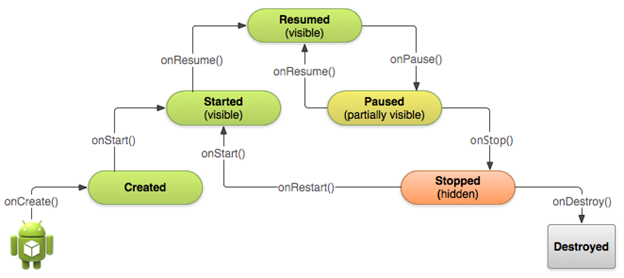 Resumed
(visible)
onResume()
onPause()
onResume()
Started
(visible)
Paused
(partially visible)
onStart()
onStart()
onStop()
Created
onRestart()
Stopped
(hidden)
onCreate()
onDestroy()
Destroyed